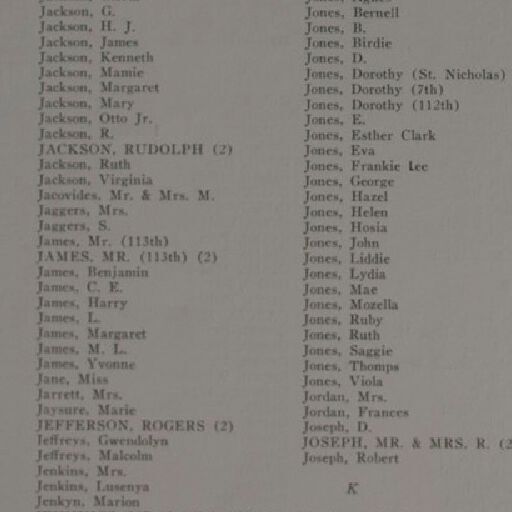 Jackson, G.
Jackson, H. J.
Jackson, James
Jackson, Kenneth
Jackson, Mamie
Jackson, Margaret
Jackson, Mary
Jackson, Otto Jr.
Jackson, R.
JACKSON, RUDOLPH (2)
Jackson, Ruth
Jackson, Virginia
Jacovides, Mr. & Mrs. M.
Jaggers, Mrs.
Jaggers, S.
James, Mr. (113th)
JAMES, MR. (113th) (2)
James, Benjamin
James, C. E.
James, Harry
James, L.
James, Margaret
James, M. L.
James, Yvonne
Jane, Miss
Jarrett, Mrs.
Jaysure, Marie
JEFFERSON, ROGERS (2)
Jeffreys, Gwendolyn
Jeffreys, Malcolm
Jenkins, Mrs.
Jenkins, Lusenya
Jenkyn, Marion
Jones, Bernell
Jones, B.
Jones, Birdie
Jones, D.
Jones, Dorothy (St. Nicholas)
Jones, Dorothy (7th)
Jones, Dorothy (112th)
Jones, E.
Jones, Esther Clark
Jones, Eva
Jones, Frankie Lee
Jones, George
Jones, Hazel
Jones, Helen
Jones, Hosia
Jones, John
Jones, Liddie
Jones, Lydia
Jones, Mae
Jones, Mozella
Jones, Ruby
Jones, Ruth
Jones, Saggie
Jones, Thomps
Jones, Viola
Jordan, Mrs.
Jordan, Frances
Joseph, D.
JOSEPH, MR. & MRS. R. (2
Joseph, Robert
K